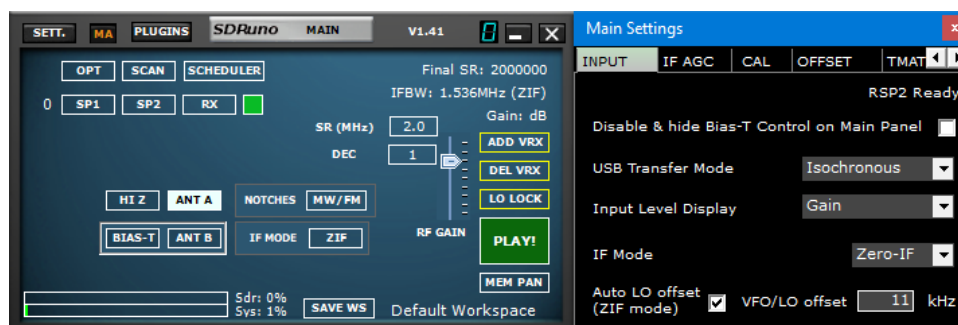 SETT. MA PLUGINS SDRuno MAIN V1.41 8
OPT SCAN SCHEDULER Final SR: 2000000
IFBW: 1.536MHz (ZIF)
0 SP1 SP2 RX Gain: dB
SR (MHz) 2.0 ADD VRX
DEC 1 DEL VRX
HI Z ANT A NOTCHES MW/FM LO LOCK
BIAS-T ANT B IF MODE ZIF RF GAIN PLAY!
MEM PAN
Sdr: 0%
Sys: 1% SAVE WS Default Workspace
Main Settings x
INPUT IF AGC CAL OFFSET TMAT
RSP2 Ready
Disable & hide Bias-T Control on Main Panel
USB Transfer Mode Isochronous
Input Level Display Gain
IF Mode Zero-IF
Auto LO offset
(ZIF mode) VFO/LO offset 11 kHz